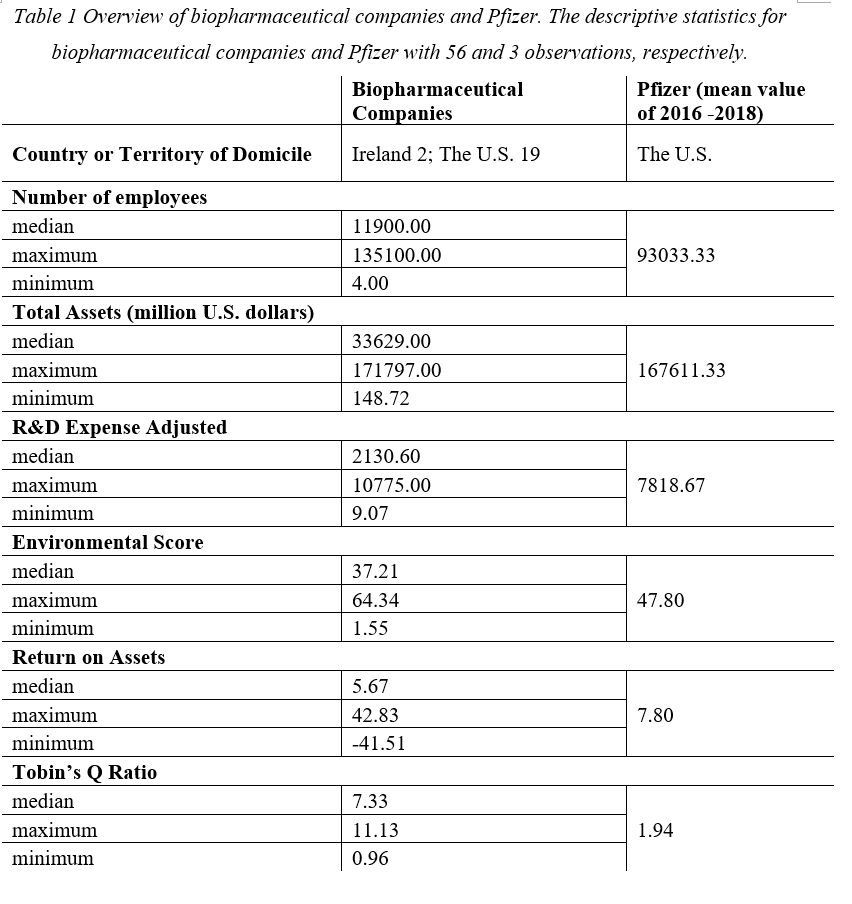 Table 1 Overview of biopharmaceutical companies and Pfizer. The descriptive statistics for
biopharmaceutical companies and Pfizer with 56 and 3 observations, respectively.
Biopharmaceutical Companies Pfizer (mean value of 2016 -2018)
Country or Territory of Domicile Ireland 2; The U.S. 19 The U.S.
Number of employees
median 11900.00
maximum 135100.00 93033.33
minimum 4.00
Total Assets (million U.S. dollars)
median 33629.00
maximum 171797.00 167611.33
minimum 148.72
R&D Expense Adjusted
median 2130.60
maximum 10775.00 7818.67
minimum 9.07
Environmental Score
median 37.21
maximum 64.34 47.80
minimum 1.55
Return on Assets
median 5.67
maximum 42.83 7.80
minimum -41.51
Tobin’s Q Ratio
median 7.33
maximum 11.13 1.94
minimum 0.96